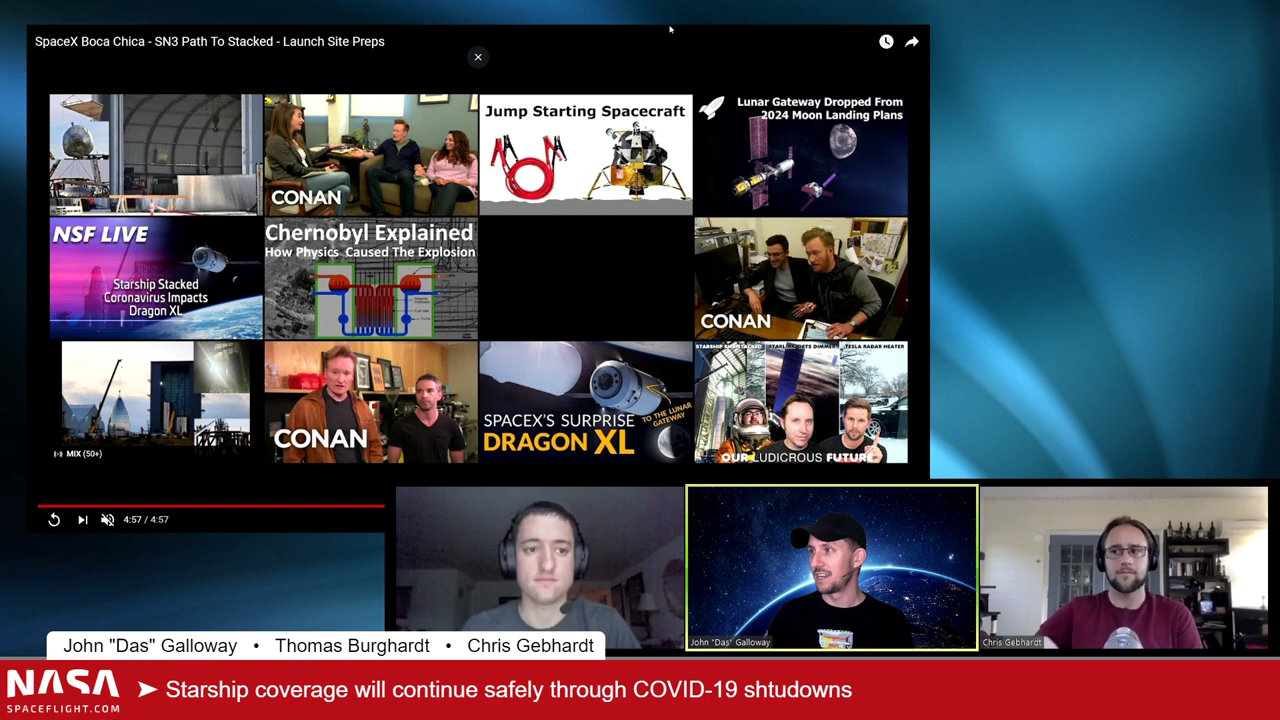 SpaceX Boca Chica - SN3 Path To Stacked - Launch Site Preps
CONAN
Jump Starting Spacecraft
Lunar Gateway Dropped From
2024 Moon Landing Plans
NSF LIVE
Starship Stacked
Coronavirus Impacts
Dragon XL
Chernobyl Explained
How Physics Caused The Explosion
CONAN
MIX (50+)
CONAN
SPACEX'S SURPRISE
DRAGON XL
TO THE LUNAR
GATEWAY
TESLA RADAR HEATER
OUR LUDICROUS FUTURE
4:57 / 4:57
John "Das" Galloway
Chris Gebhardt
John "Das" Galloway • Thomas Burghardt • Chris Gebhardt
NASA
SPACEFLIGHT.COM
➤ Starship coverage will continue safely through COVID-19 shtudowns